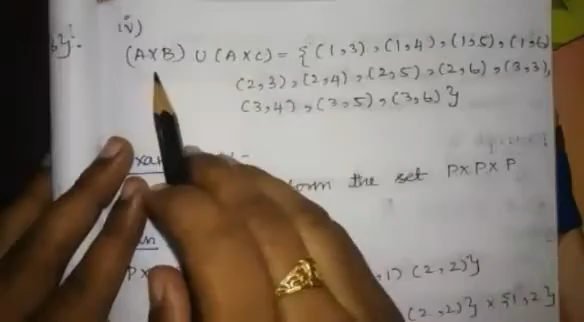 iv)
(A×B) ∪ (A×C) = { (1,3), (1,4), (1,5), (1,6)
(2,3), (2,4), (2,5), (2,6), (3,3),
(3,4), (3,5), (3,6) }
the set P×P×P
,1) (2,2)}
(2,2)} × {1,2}